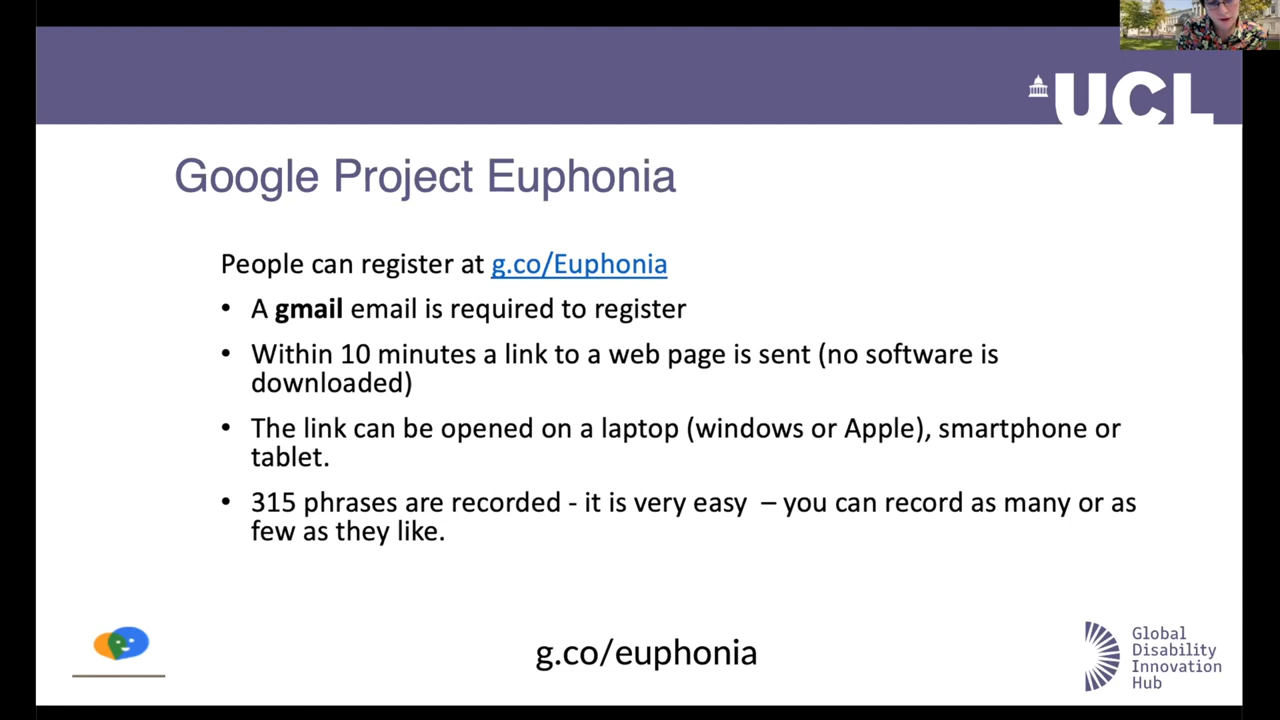 UCL
Google Project Euphonia
People can register at g.co/Euphonia
• A gmail email is required to register
• Within 10 minutes a link to a web page is sent (no software is
downloaded)
• The link can be opened on a laptop (windows or Apple), smartphone or
tablet.
• 315 phrases are recorded - it is very easy – you can record as many or as
few as they like.
g.co/euphonia
Global
Disability
Innovation
Hub